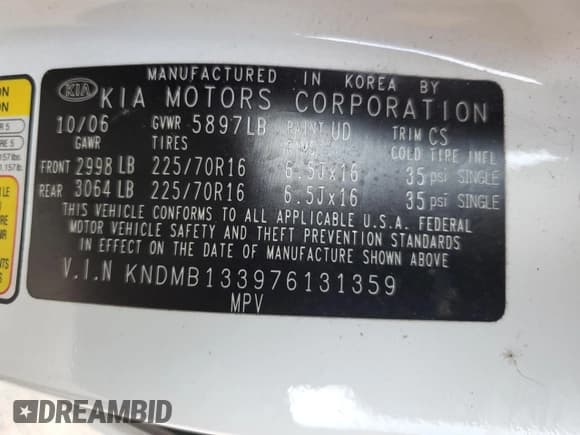 MANUFACTURED IN KOREA BY
KIA KIA MOTORS CORPORATION
10/06 GVWR 5897LB PAINT UD TRIM CS
GAWR TIRES COLD TIRE INFL
FRONT 2998 LB 225/70R16 6.5Jx16 35 psi SINGLE
REAR 3064 LB 225/70R16 6.5Jx16 35 psi SINGLE
THIS VEHICLE CONFORMS TO ALL APPLICABLE U.S.A. FEDERAL
MOTOR VEHICLE SAFETY AND THEFT PREVENTION STANDARDS
IN EFFECT ON THE DATE OF MANUFACTURE SHOWN ABOVE
V.I.N KNDMB133976131359
MPV
DREAMBID